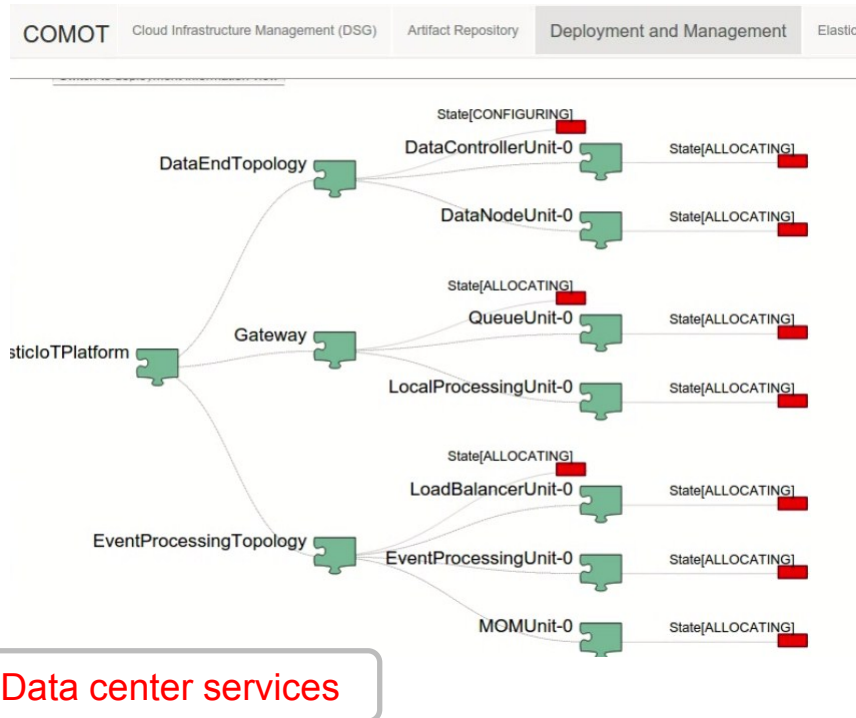 COMOT Cloud Infrastructure Management (DSG) Artifact Repository Deployment and Management Elastic
State[CONFIGURING]
DataControllerUnit-0 State[ALLOCATING]
DataEndTopology
DataNodeUnit-0 State[ALLOCATING]
State[ALLOCATING]
QueueUnit-0 State[ALLOCATING]
Gateway
sticIoTPlatform
LocalProcessingUnit-0 State[ALLOCATING]
State[ALLOCATING]
LoadBalancerUnit-0 State[ALLOCATING]
EventProcessingTopology
EventProcessingUnit-0 State[ALLOCATING]
MOMUnit-0 State[ALLOCATING]
Data center services